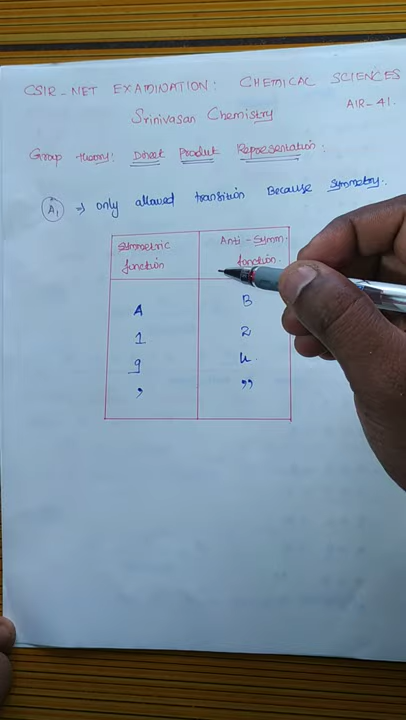 CSIR-NET EXAMINATION: CHEMICAL SCIENCES
Srinivasan Chemistry AIR-41.
Group theory: Direct Product Representation:
A1 → only allowed transition Because symmetry.
Symmetric function
Anti-symm. function.
A B
1 2
g u.
' ''